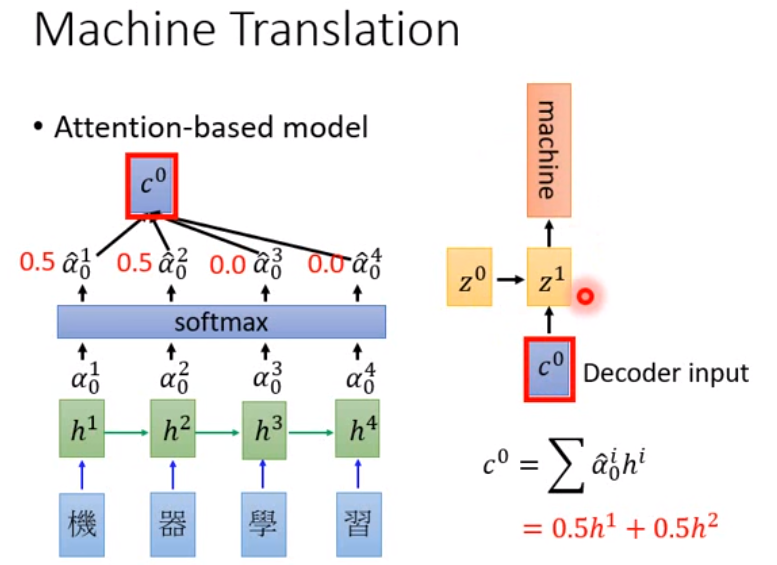 Machine Translation
• Attention-based model
c⁰
0.5 α̂₀¹ 0.5 α̂₀² 0.0 α̂₀³ 0.0 α̂₀⁴
softmax
α₀¹ α₀² α₀³ α₀⁴
h¹ h² h³ h⁴
機 器 學 習
machine
z⁰ z¹
c⁰ Decoder input
c⁰ = ∑ α̂₀ⁱhⁱ
= 0.5h¹ + 0.5h²